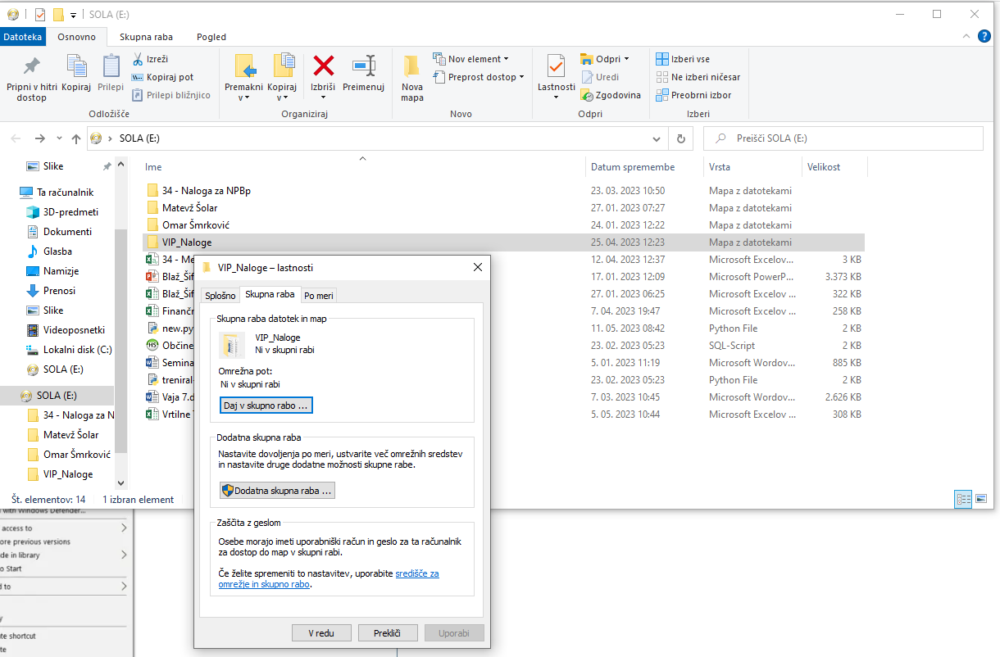 SOLA (E:)
Datoteka Osnovno Skupna raba Pogled
Pripni v hitri dostop
Kopiraj
Prilepi
Izreži
Kopiraj pot
Prilepi bližnjico
Odložišče
Premakni v
Kopiraj v
Izbriši
Preimenuj
Organiziraj
Nova mapa
Nov element
Preprost dostop
Novo
Lastnosti
Odpri
Uredi
Zgodovina
Odpri
Izberi vse
Ne izberi ničesar
Preobrni izbor
Izberi
SOLA (E:)
Preišči SOLA (E:)
Slike
Ta računalnik
3D-predmeti
Dokumenti
Glasba
Namizje
Prenosi
Slike
Videoposnetki
Lokalni disk (C:)
SOLA (E:)
SOLA (E:)
34 - Naloga za N
Matevž Šolar
Omar Šmrković
VIP_Naloge
Ime Datum spremembe Vrsta Velikost
34 - Naloga za NPBp 23. 03. 2023 10:50 Mapa z datotekami
Matevž Šolar 27. 01. 2023 07:27 Mapa z datotekami
Omar Šmrković 24. 01. 2023 12:22 Mapa z datotekami
VIP_Naloge 25. 04. 2023 12:23 Mapa z datotekami
34 - Me 12. 04. 2023 12:37 Microsoft Excelov... 3 KB
Blaž_Šif 17. 01. 2023 12:09 Microsoft PowerP... 3.373 KB
Blaž_Šif 27. 01. 2023 06:25 Microsoft Excelov ... 322 KB
Finančn 7. 04. 2023 19:47 Microsoft Excelov ... 258 KB
new.py 11. 05. 2023 08:42 Python File 2 KB
Občine 23. 02. 2023 05:23 SQL-Script 2 KB
Semina 5. 01. 2023 11:19 Microsoft Wordov... 885 KB
treniral 23. 02. 2023 05:23 Python File 2 KB
Vaja 7.d 7. 03. 2023 10:45 Microsoft Wordov... 2.626 KB
Vrtilne 5. 05. 2023 10:44 Microsoft Excelov ... 308 KB
Št. elementov: 14 1 izbran element
VIP_Naloge – lastnosti
Splošno Skupna raba Po meri
Skupna raba datotek in map
VIP_Naloge
Ni v skupni rabi
Omrežna pot:
Ni v skupni rabi
Daj v skupno rabo ...
Dodatna skupna raba
Nastavite dovoljenja po meri, ustvarite več omrežnih sredstev
in nastavite druge dodatne možnosti skupne rabe.
Dodatna skupna raba ...
Zaščita z geslom
Osebe morajo imeti uporabniški račun in geslo za ta računalnik
za dostop do map v skupni rabi.
Če želite spremeniti to nastavitev, uporabite središče za
omrežje in skupno rabo.
V redu Prekliči Uporabi
with Windows Defender...
access to
ore previous versions
de in library
o Start
d to
y
te shortcut
te